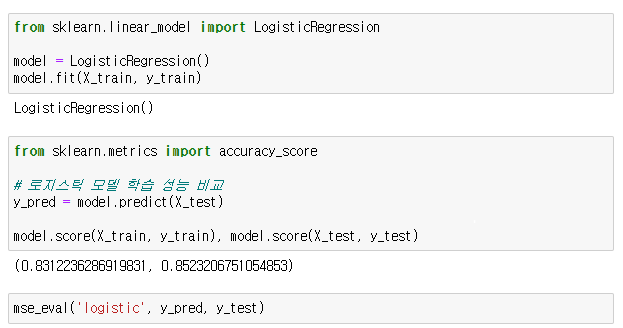 from sklearn.linear_model import LogisticRegression
model = LogisticRegression()
model.fit(X_train, y_train)
LogisticRegression()
from sklearn.metrics import accuracy_score
# 로지스틱 모델 학습 성능 비교
y_pred = model.predict(X_test)
model.score(X_train, y_train), model.score(X_test, y_test)
(0.8312236286919831, 0.8523206751054853)
mse_eval('logistic', y_pred, y_test)